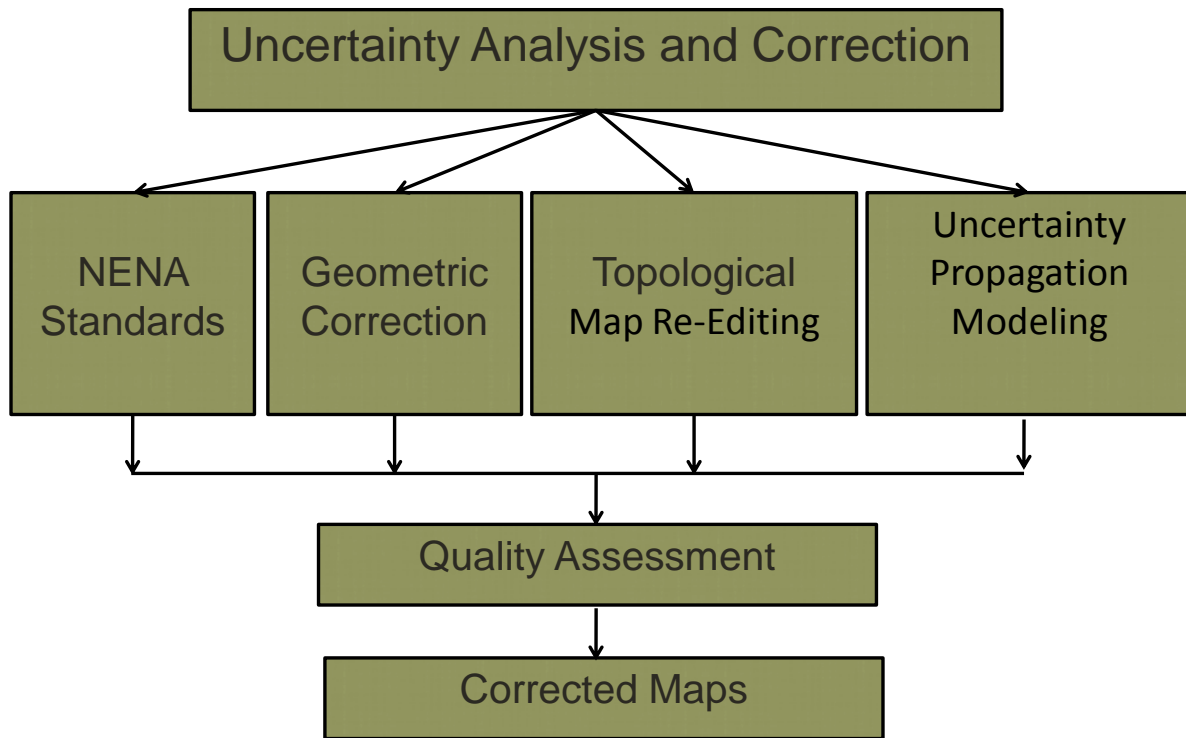 Uncertainty Analysis and Correction
NENA
Standards
Geometric
Correction
Topological
Map Re-Editing
Uncertainty
Propagation
Modeling
Quality Assessment
Corrected Maps